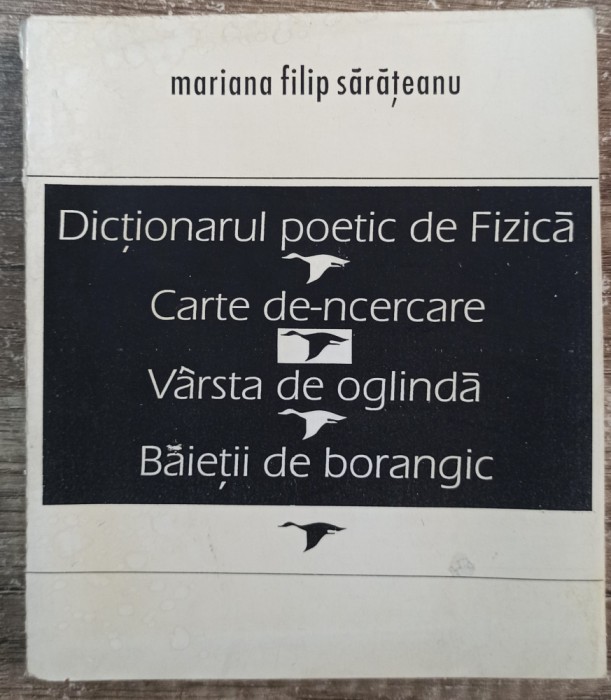 mariana filip sărățeanu
Dicționarul poetic de Fizică
Carte de-ncercare
Vârsta de oglindă
Băieții de borangic